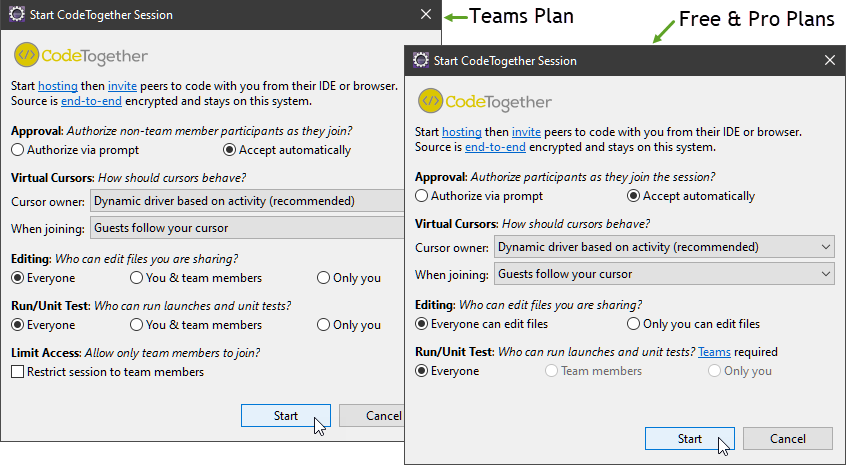 Start CodeTogether Session
Teams Plan
CodeTogether
Start hosting then invite peers to code with you from their IDE or browser.
Source is end-to-end encrypted and stays on this system.
Approval: Authorize non-team member participants as they join?
Authorize via prompt
Accept automatically
Virtual Cursors: How should cursors behave?
Cursor owner: Dynamic driver based on activity (recommended)
When joining: Guests follow your cursor
Editing: Who can edit files you are sharing?
Everyone
You & team members
Only you
Run/Unit Test: Who can run launches and unit tests?
Everyone
You & team members
Only you
Limit Access: Allow only team members to join?
Restrict session to team members
Start
Cancel
Free & Pro Plans
Start CodeTogether Session
CodeTogether
Start hosting then invite peers to code with you from their IDE or browser.
Source is end-to-end encrypted and stays on this system.
Approval: Authorize participants as they join the session?
Authorize via prompt
Accept automatically
Virtual Cursors: How should cursors behave?
Cursor owner: Dynamic driver based on activity (recommended)
When joining: Guests follow your cursor
Editing: Who can edit files you are sharing?
Everyone can edit files
Only you can edit files
Run/Unit Test: Who can run launches and unit tests? Teams required
Everyone
Team members
Only you
Start
Cancel